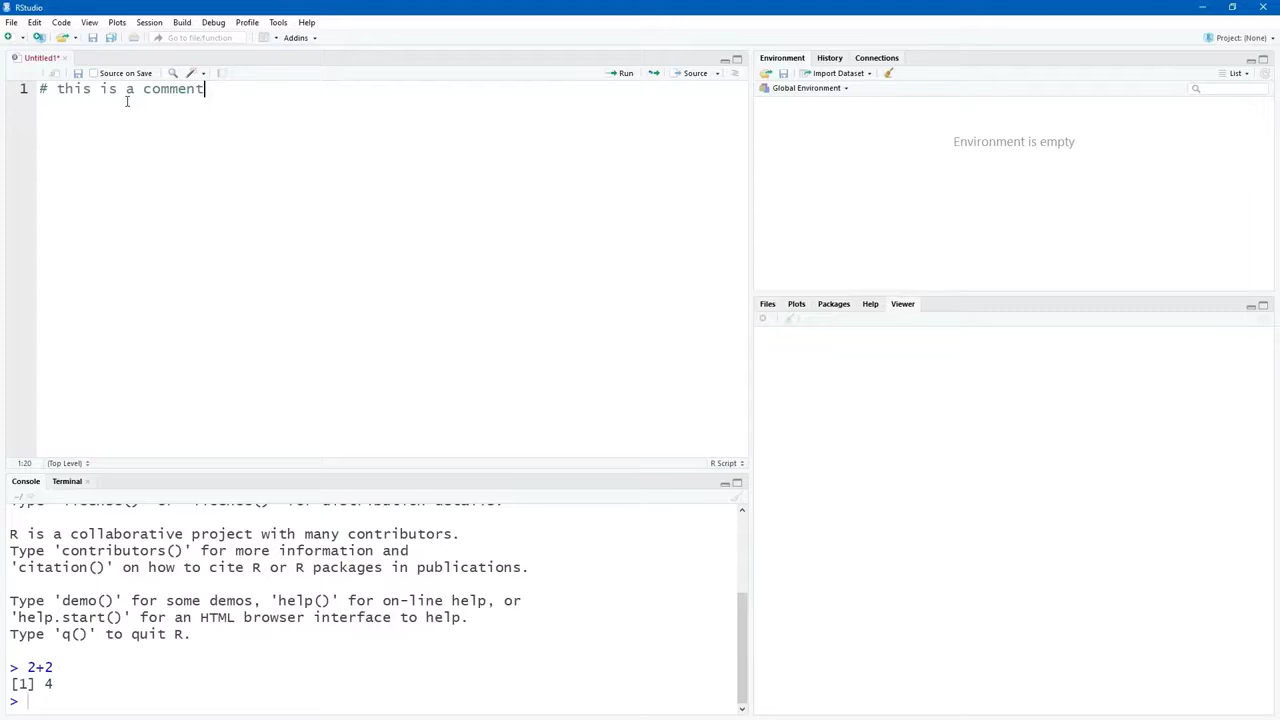 RStudio
File Edit Code View Plots Session Build Debug Profile Tools Help
Go to file/function Addins Project: (None)
Untitled1*
Source on Save Run Source
1 # this is a comment
1:20 (Top Level) R Script
Console Terminal
~/
R is a collaborative project with many contributors.
Type 'contributors()' for more information and
'citation()' on how to cite R or R packages in publications.
Type 'demo()' for some demos, 'help()' for on-line help, or
'help.start()' for an HTML browser interface to help.
Type 'q()' to quit R.
> 2+2
[1] 4
>
Environment History Connections
Import Dataset List
Global Environment
Environment is empty
Files Plots Packages Help Viewer